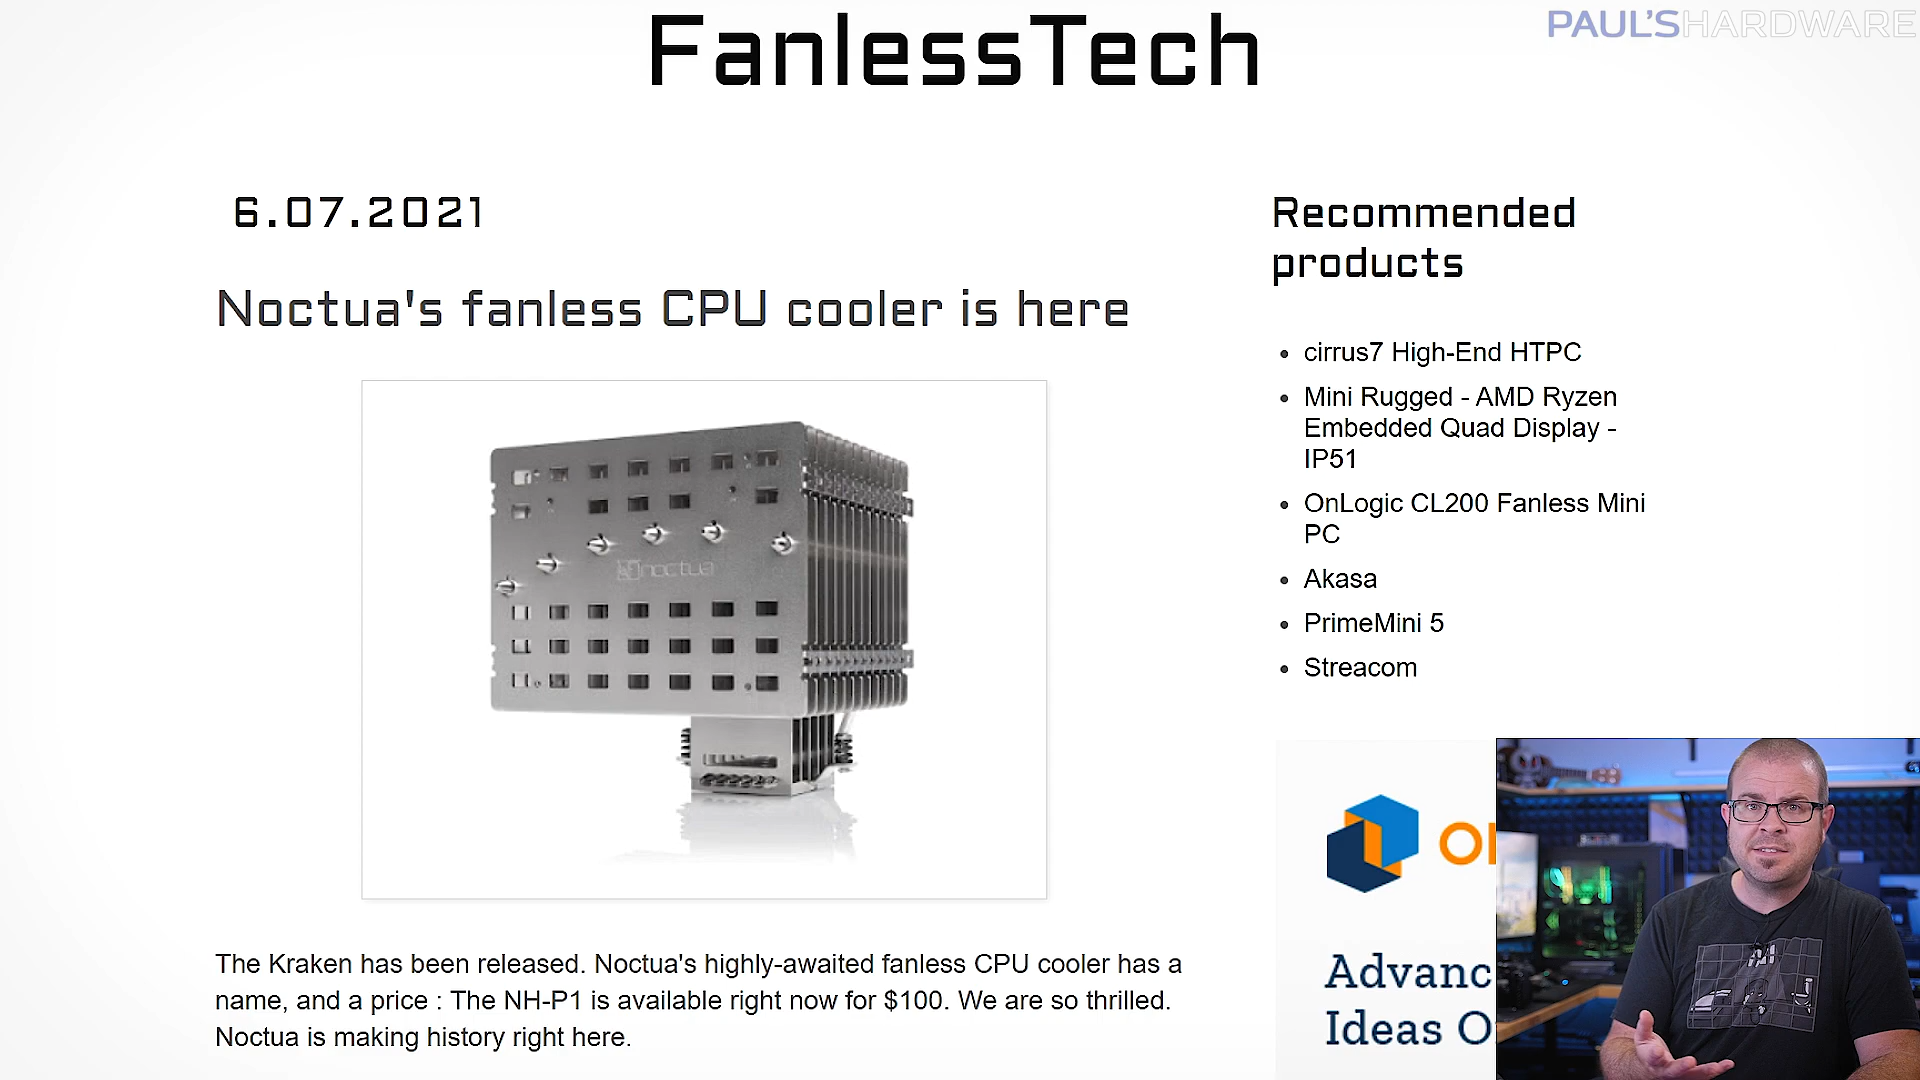 FanlessTech
PAUL'SHARDWARE
6.07.2021
Noctua's fanless CPU cooler is here
noctua
The Kraken has been released. Noctua's highly-awaited fanless CPU cooler has a
name, and a price : The NH-P1 is available right now for $100. We are so thrilled.
Noctua is making history right here.
Recommended
products
cirrus7 High-End HTPC
Mini Rugged - AMD Ryzen
Embedded Quad Display -
IP51
OnLogic CL200 Fanless Mini
PC
Akasa
PrimeMini 5
Streacom
Advanc
Ideas O